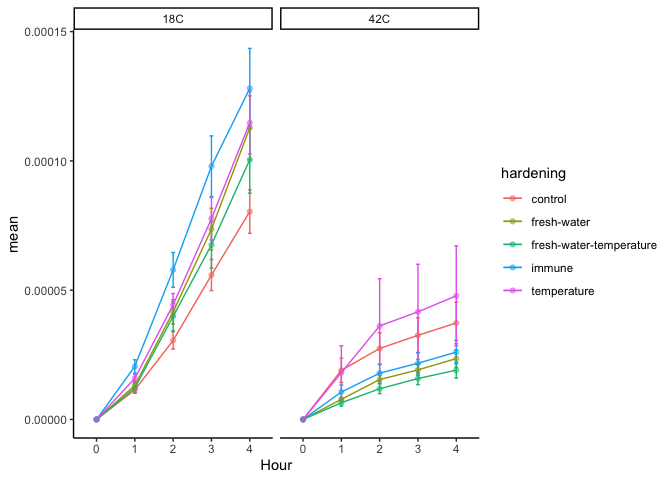 18C
42C
0.00015
0.00010
0.00005
0.00000
mean
0 1 2 3 4
0 1 2 3 4
Hour
hardening
control
fresh-water
fresh-water-temperature
immune
temperature